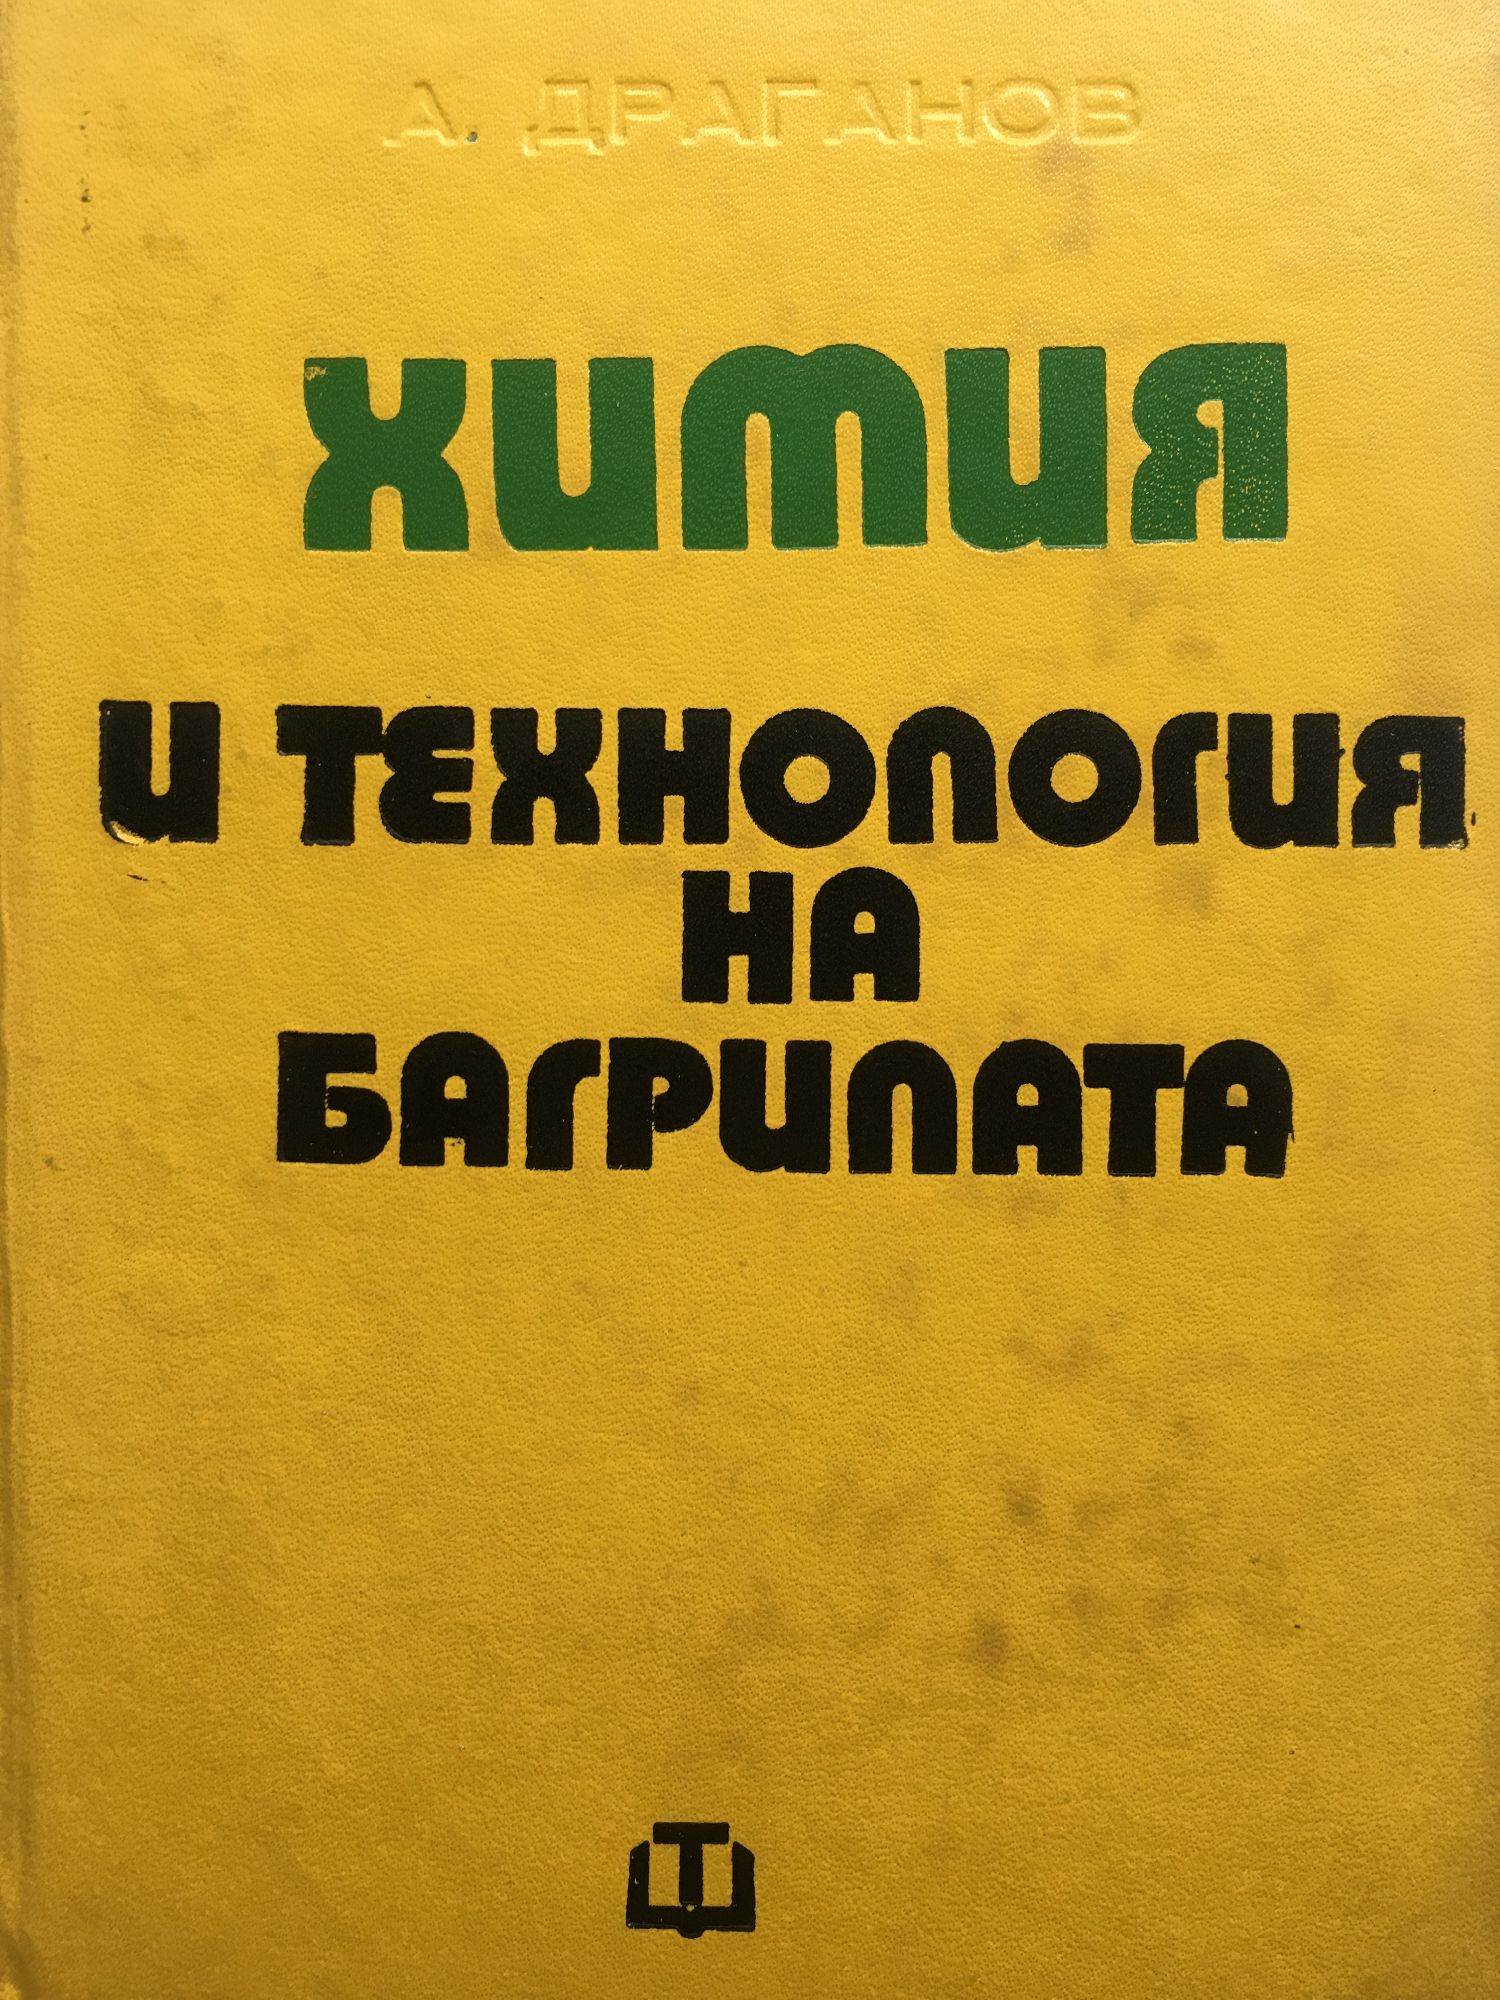 А. ДРАГАНОВ
ХИМИЯ
И ТЕХНОЛОГИЯ
НА
БАГРИЛАТА
Т